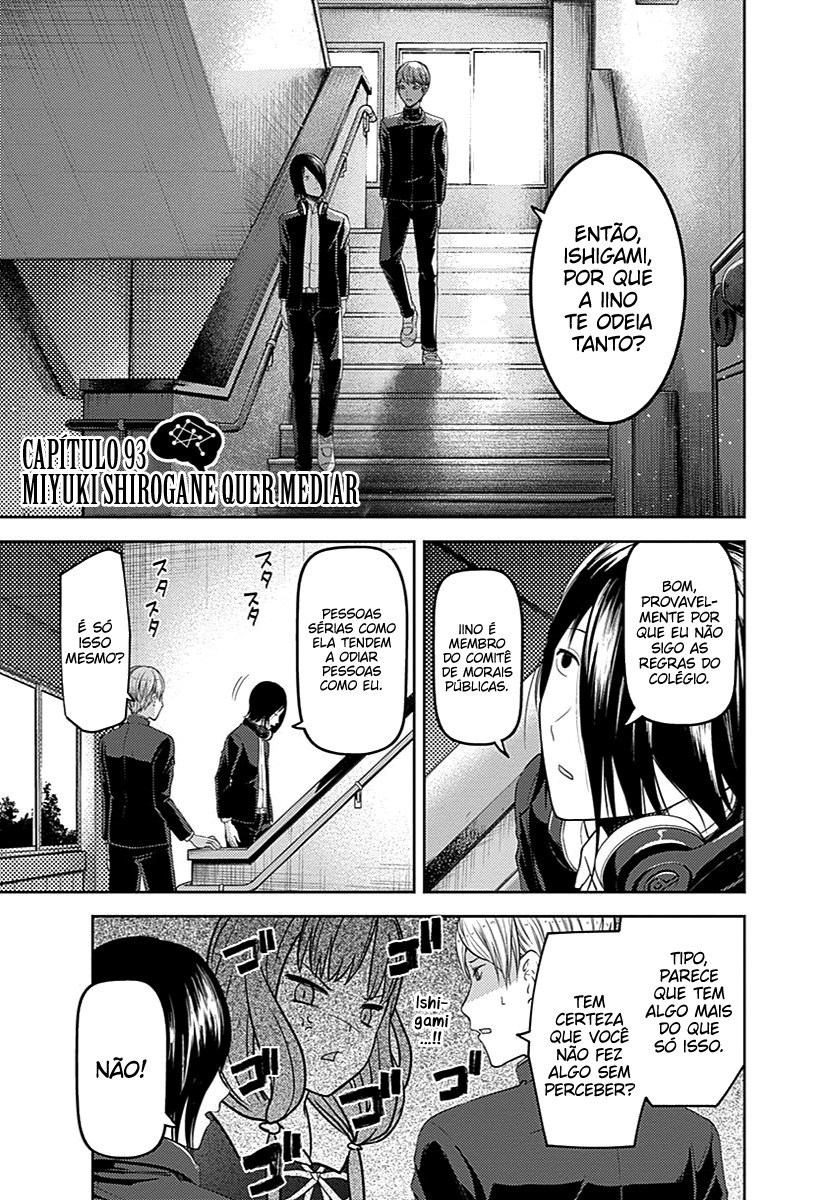 ENTÃO,
ISHIGAMI,
POR QUE
A IINO
TE ODEIA
TANTO?
CAPÍTULO 93
MIYUKI SHIROGANE QUER MEDIAR
BOM,
PROVAVEL-
MENTE POR
QUE EU NÃO
SIGO AS
REGRAS DO
COLÉGIO.
IINO É
MEMBRO
DO COMITÊ
DE MORAIS
PÚBLICAS.
PESSOAS
SÉRIAS COMO
ELA TENDEM
A ODIAR
PESSOAS
COMO EU.
スタスタ
スタスタ
É SÓ
ISSO
MESMO?
TIPO,
PARECE
QUE TEM
ALGO MAIS
DO QUE
SÓ ISSO.
TEM
CERTEZA
QUE VOCÊ
NÃO FEZ
ALGO SEM
PERCEBER?
Ishi-
gami
...!!
ゴゴゴ
ゴゴゴ
NÃO!